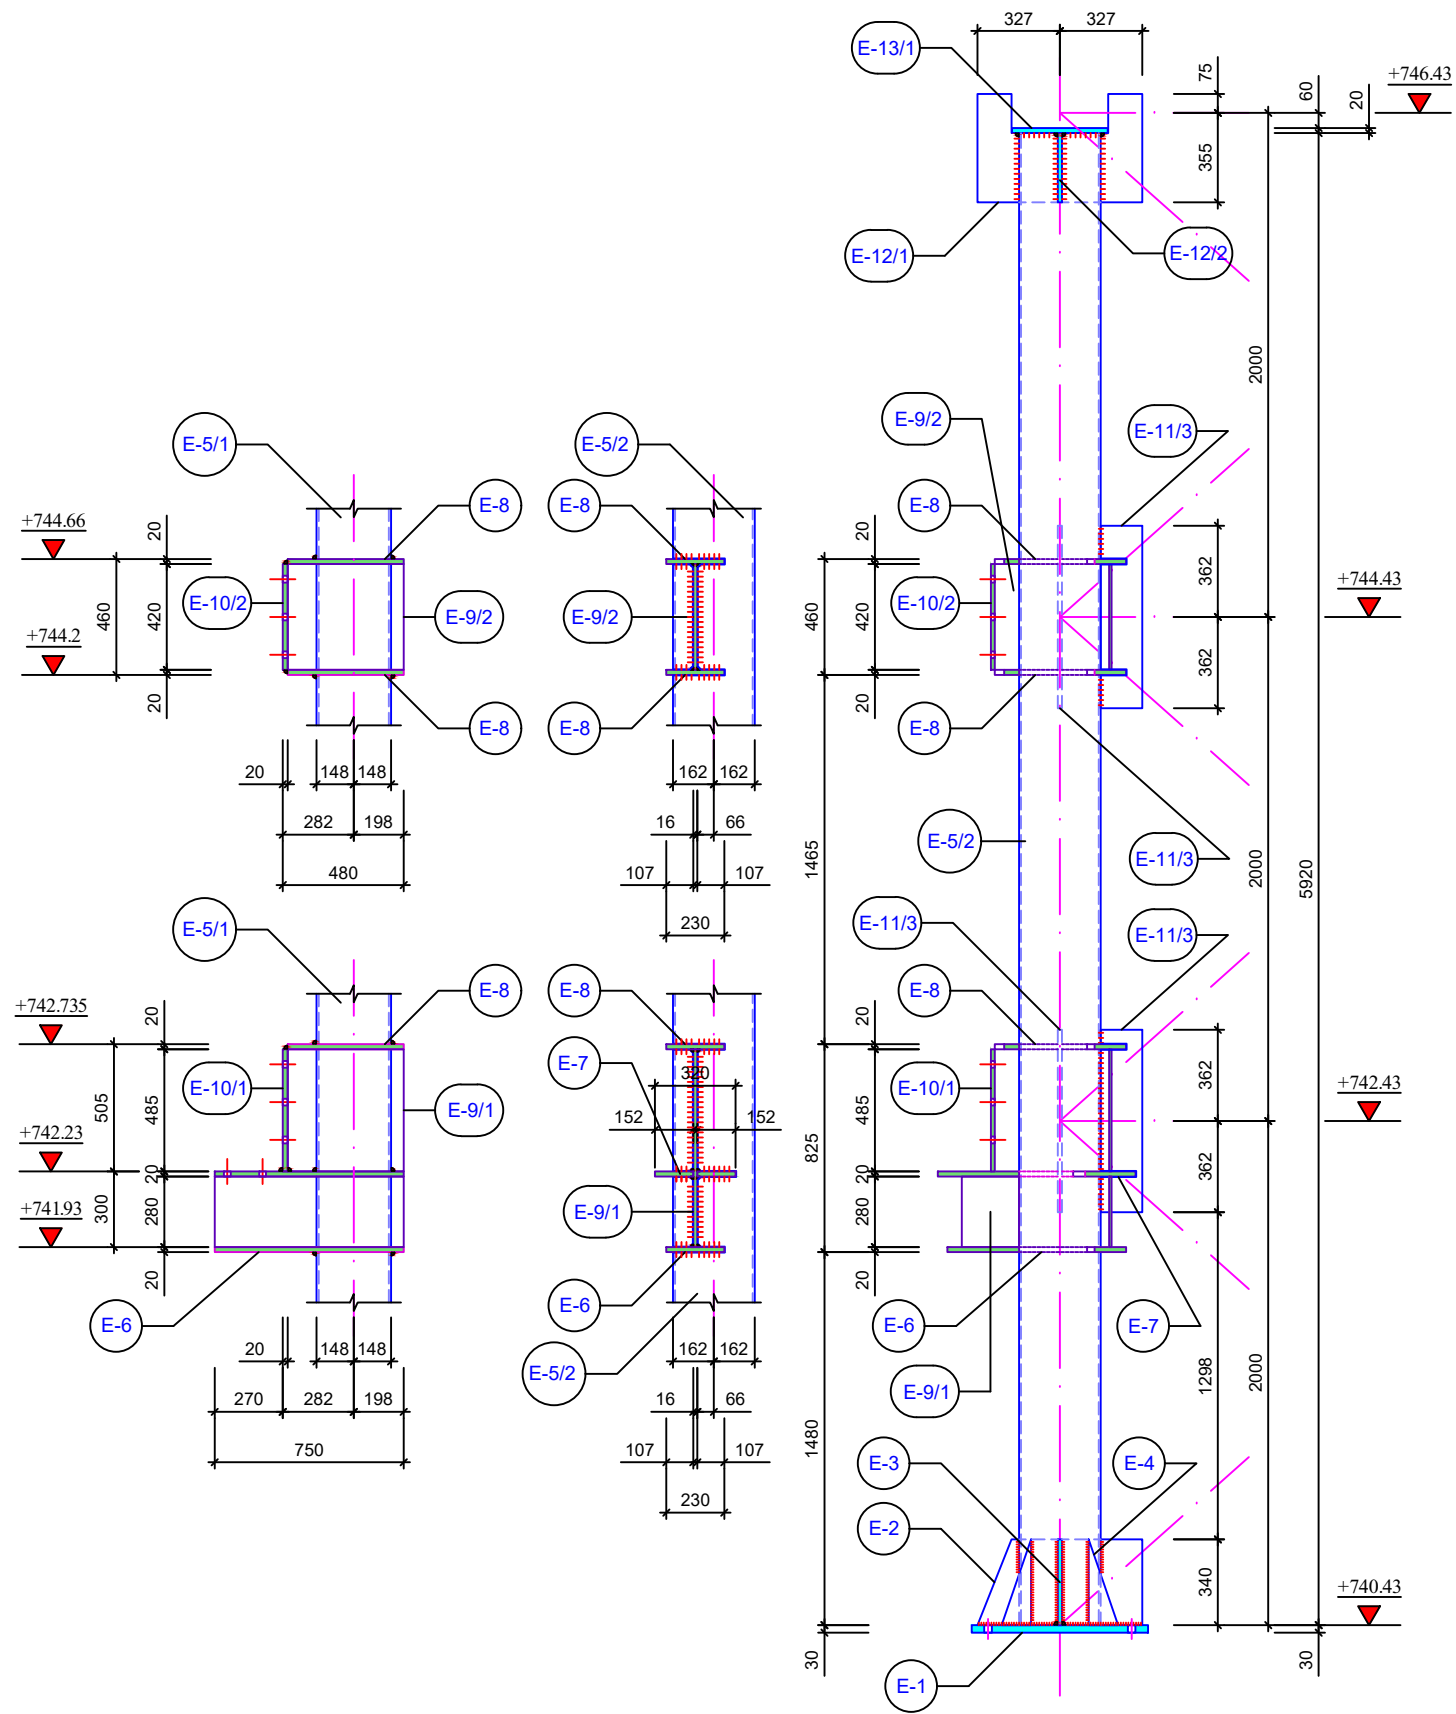 327 327
E-13/1
75
60
20
+746.43
355
E-12/1
E-12/2
2000
E-5/1
E-5/2
E-9/2
E-11/3
E-8
E-8
E-8
+744.66
20
20
362
+744.43
E-10/2
E-9/2
E-9/2
E-10/2
460
420
460
420
+744.2
362
20
20
E-8
E-8
E-8
20
148 148
162 162
282 198
16 66
480
107 107
230
E-5/2
E-11/3
1465
2000
5920
E-5/1
E-11/3
E-11/3
E-8
E-8
E-8
+742.735
20
20
E-7
320
E-10/1
E-10/1
362
+742.43
E-9/1
505
485
152 152
825
485
+742.23
20
20
362
E-9/1
+741.93
300
280
280
20
20
E-6
E-6
E-6
E-7
20
148 148
162 162
E-5/2
270 282 198
16 66
E-9/1
750
107 107
230
1298
2000
1480
E-3
E-4
E-2
340
+740.43
30
30
E-1